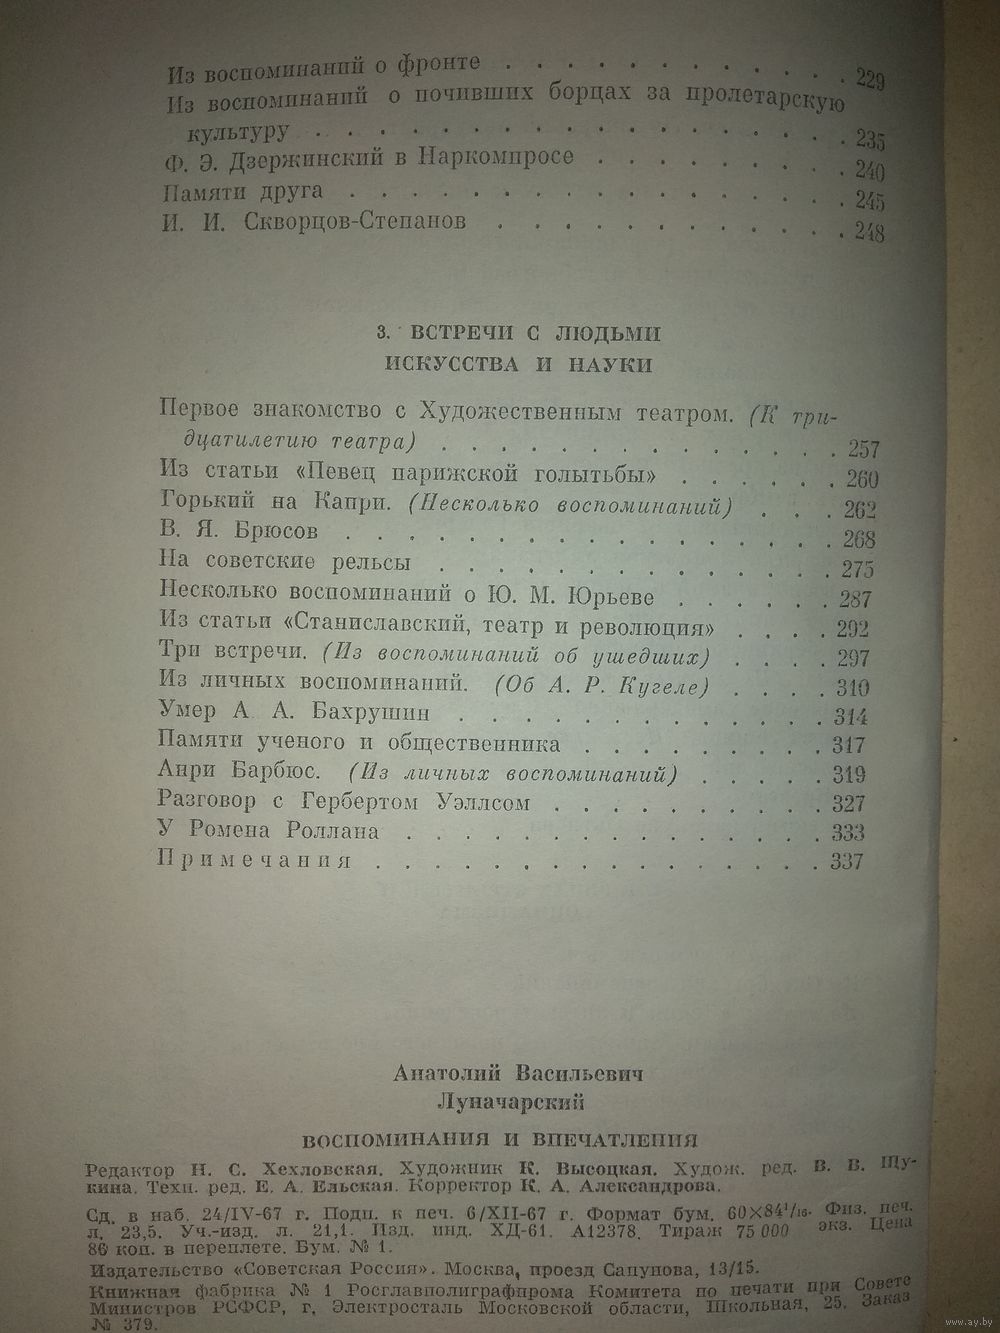 Из воспоминаний о фронте . . . . . . . . . . . . 229
Из воспоминаний о почивших борцах за пролетарскую
культуру . . . . . . . . . . . . . . . . . 235
Ф. Э. Дзержинский в Наркомпросе . . . . . . . . 240
Памяти друга . . . . . . . . . . . . . . . . 245
И. И. Скворцов-Степанов . . . . . . . . . . . 248
3. ВСТРЕЧИ С ЛЮДЬМИ
ИСКУССТВА И НАУКИ
Первое знакомство с Художественным театром. (К три-
дцатилетию театра) . . . . . . . . . . . . . 257
Из статьи «Певец парижской голытьбы» . . . . . . 260
Горький на Капри. (Несколько воспоминаний) . . . 262
В. Я. Брюсов . . . . . . . . . . . . . . . . 268
На советские рельсы . . . . . . . . . . . . . 275
Несколько воспоминаний о Ю. М. Юрьеве . . . . . . 287
Из статьи «Станиславский, театр и революция» . . . . 292
Три встречи. (Из воспоминаний об ушедших) . . . . 297
Из личных воспоминаний. (Об А. Р. Кугеле) . . . . 310
Умер А. А. Бахрушин . . . . . . . . . . . . 314
Памяти ученого и общественника . . . . . . . . 317
Анри Барбюс. (Из личных воспоминаний) . . . . . 319
Разговор с Гербертом Уэллсом . . . . . . . . . 327
У Ромена Роллана . . . . . . . . . . . . . . 333
Примечания . . . . . . . . . . . . . . . 337
Анатолий Васильевич
Луначарский
ВОСПОМИНАНИЯ И ВПЕЧАТЛЕНИЯ
Редактор Н. С. Хехловская. Художник К. Высоцкая. Худож. ред. В. В. Щу-
кина. Техн. ред. Е. А. Ельская. Корректор К. А. Александрова.
Сд. в наб. 24/IV-67 г. Подп. к печ. 6/XII-67 г. Формат бум. 60×84¹/₁₆. Физ. печ.
л. 23,5. Уч.-изд. л. 21,1. Изд. инд. ХД-61. А12378. Тираж 75 000 экз. Цена
86 коп. в переплете. Бум. № 1.
Издательство «Советская Россия». Москва, проезд Сапунова, 13/15.
Книжная фабрика № 1 Росглавполиграфпрома Комитета по печати при Совете
Министров РСФСР, г. Электросталь Московской области, Школьная, 25. Заказ
№ 379.
www.ay.by